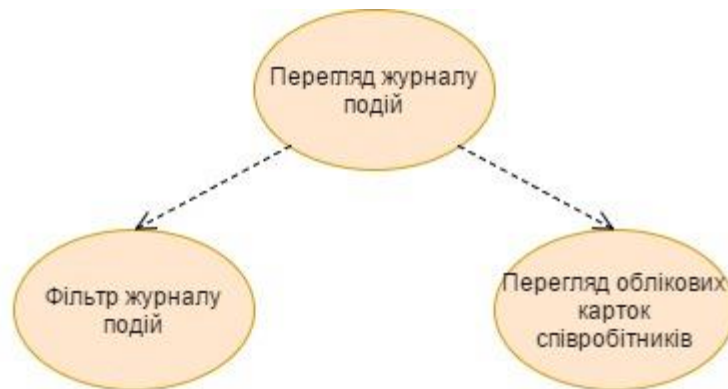 Перегляд журналу
подій
Фільтр журналу
подій
Перегляд облікових
карток
співробітників